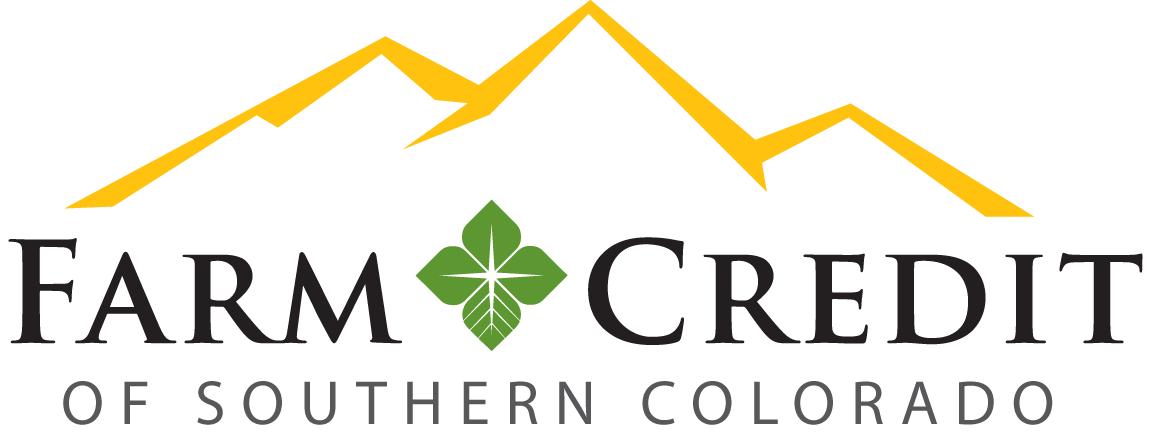 FARM CREDIT
OF SOUTHERN COLORADO